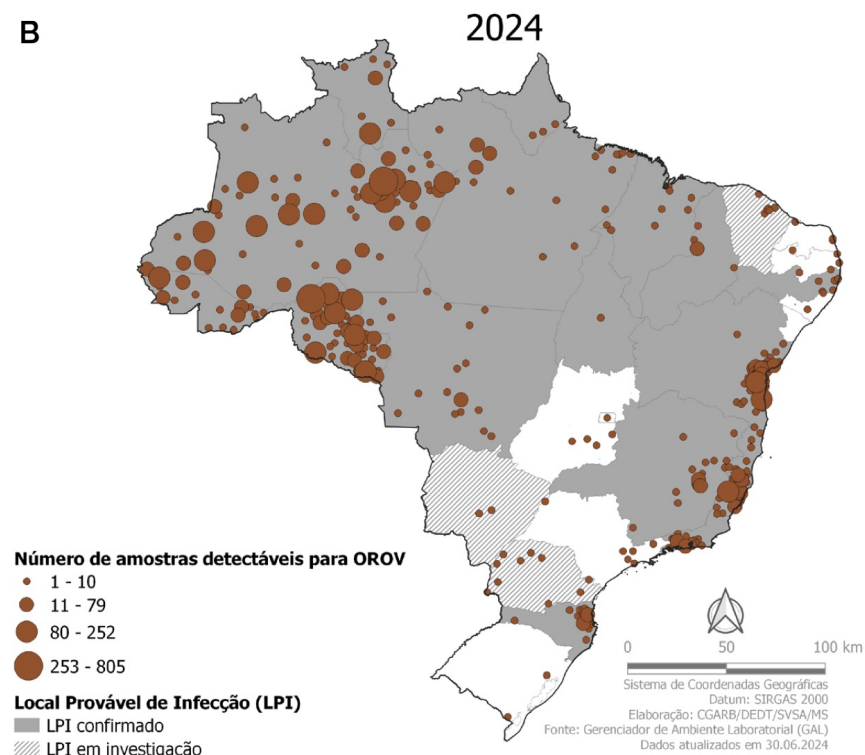 B
2024
Número de amostras detectáveis para OROV
1 - 10
11 - 79
80 - 252
253 - 805
Local Provável de Infecção (LPI)
LPI confirmado
LPI em investigação
0 50 100 km
Sistema de Coordenadas Geográficas
Datum: SIRGAS 2000
Elaboração: CGARB/DEDT/SVSA/MS
Fonte: Gerenciador de Ambiente Laboratorial (GAL)
Dados atualizados em 30.06.2024